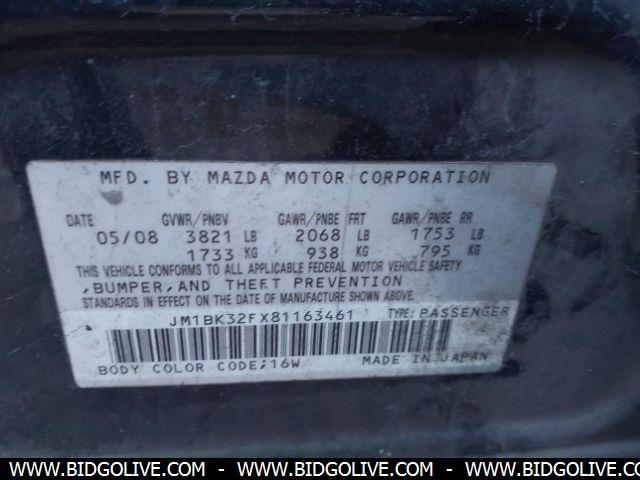 MFD. BY MAZDA MOTOR CORPORATION
DATE GVWR/PNBV GAWR/PNBE FRT GAWR/PNBE RR
05/08 3821 LB 2068 LB 1753 LB
1733 KG 938 KG 795 KG
THIS VEHICLE CONFORMS TO ALL APPLICABLE FEDERAL MOTOR VEHICLE SAFETY
,BUMPER,AND THEFT PREVENTION
STANDARDS IN EFFECT ON THE DATE OF MANUFACTURE SHOWN ABOVE.
JM1BK32FX81163461 TYPE: PASSENGER
BODY COLOR CODE;16W MADE IN JAPAN
WWW.BIDGOLIVE.COM - WWW.BIDGOLIVE.COM - WWW.BIDGOLIVE.COM